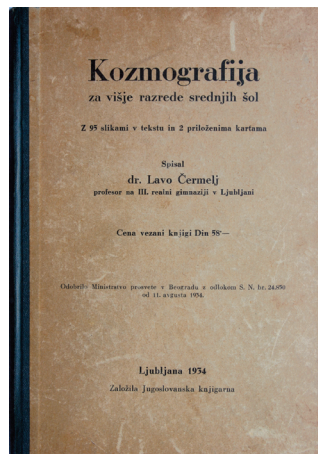 Kozmografija
za višje razrede srednjih šol
Z 95 slikami v tekstu in 2 priloženima kartama
Spisal
dr. Lavo Čermelj
profesor na III. realni gimnaziji v Ljubljani
Cena vezani knjigi Din 58·—
Odobrilo Ministrstvo prosvete v Beogradu z odlokom S. N. br. 24.850
od 11. avgusta 1934.
Ljubljana 1934
Založila Jugoslovanska knjigarna